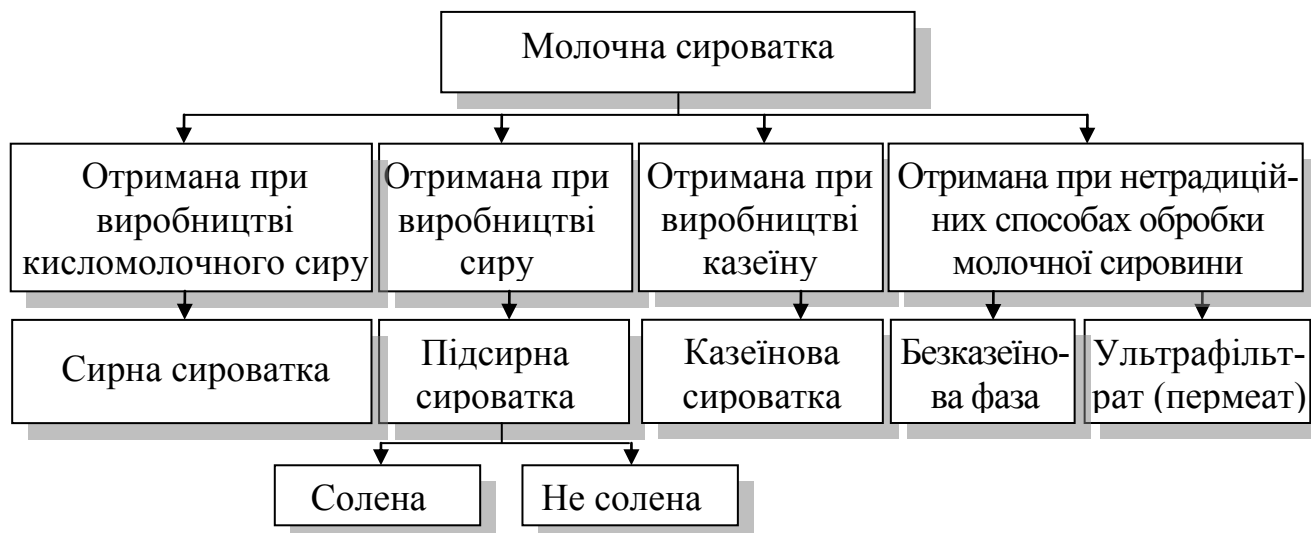 Молочна сироватка
Отримана при
виробництві
кисломолочного сиру
Отримана при
виробництві
сиру
Отримана при
виробництві
казеїну
Отримана при нетрадицій-
них способах обробки
молочної сировини
Сирна сироватка
Підсирна
сироватка
Казеїнова
сироватка
Безказеїно-
ва фаза
Ультрафільт-
рат (пермеат)
Солена
Не солена